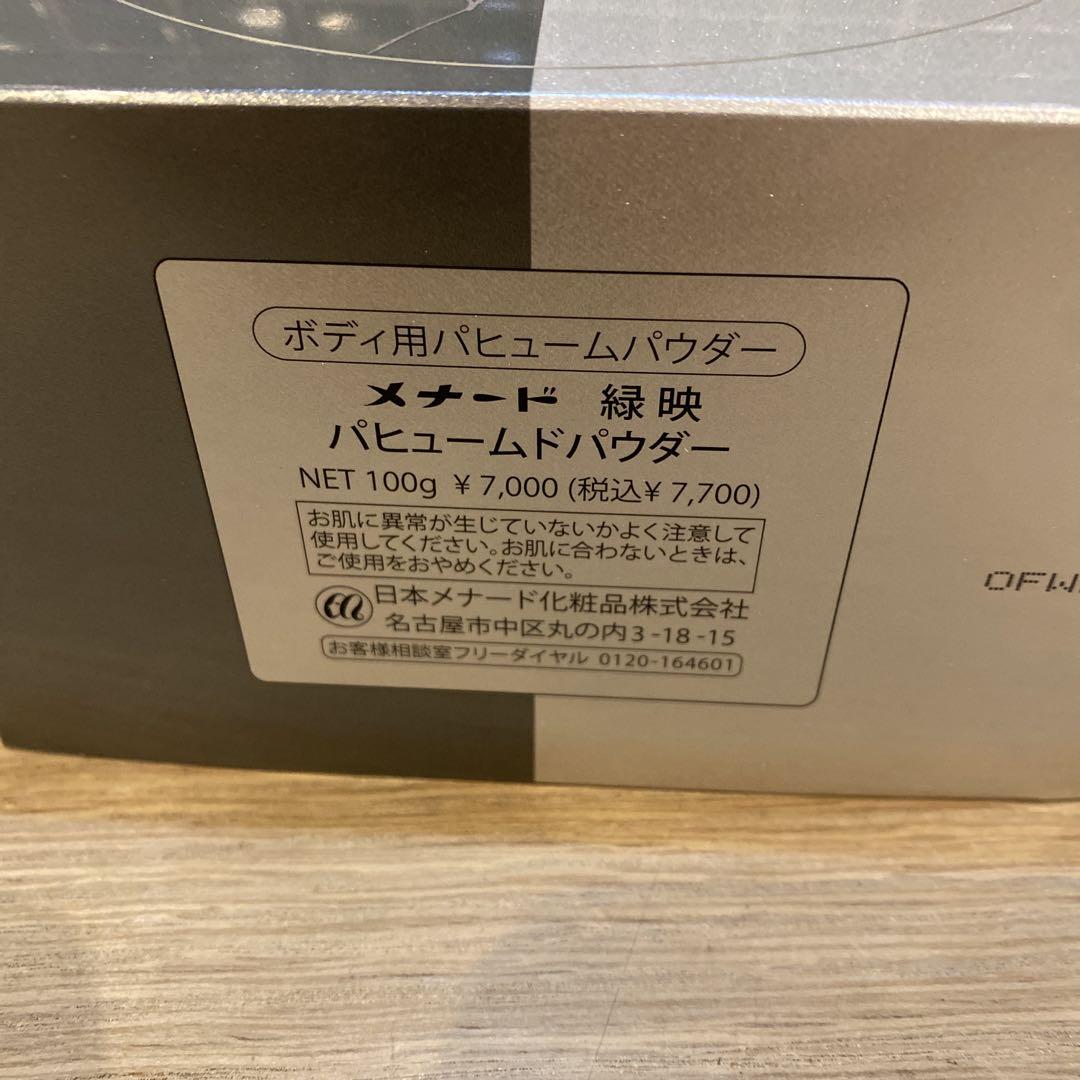 ボディ用パヒュームパウダー
メナード 緑映
パヒュームドパウダー
NET 100g ¥7,000 (税込¥7,700)
お肌に異常が生じていないかよく注意して
使用してください。お肌に合わないときは、
ご使用をおやめください。
日本メナード化粧品株式会社
名古屋市中区丸の内3-18-15
お客様相談室フリーダイヤル 0120-164601